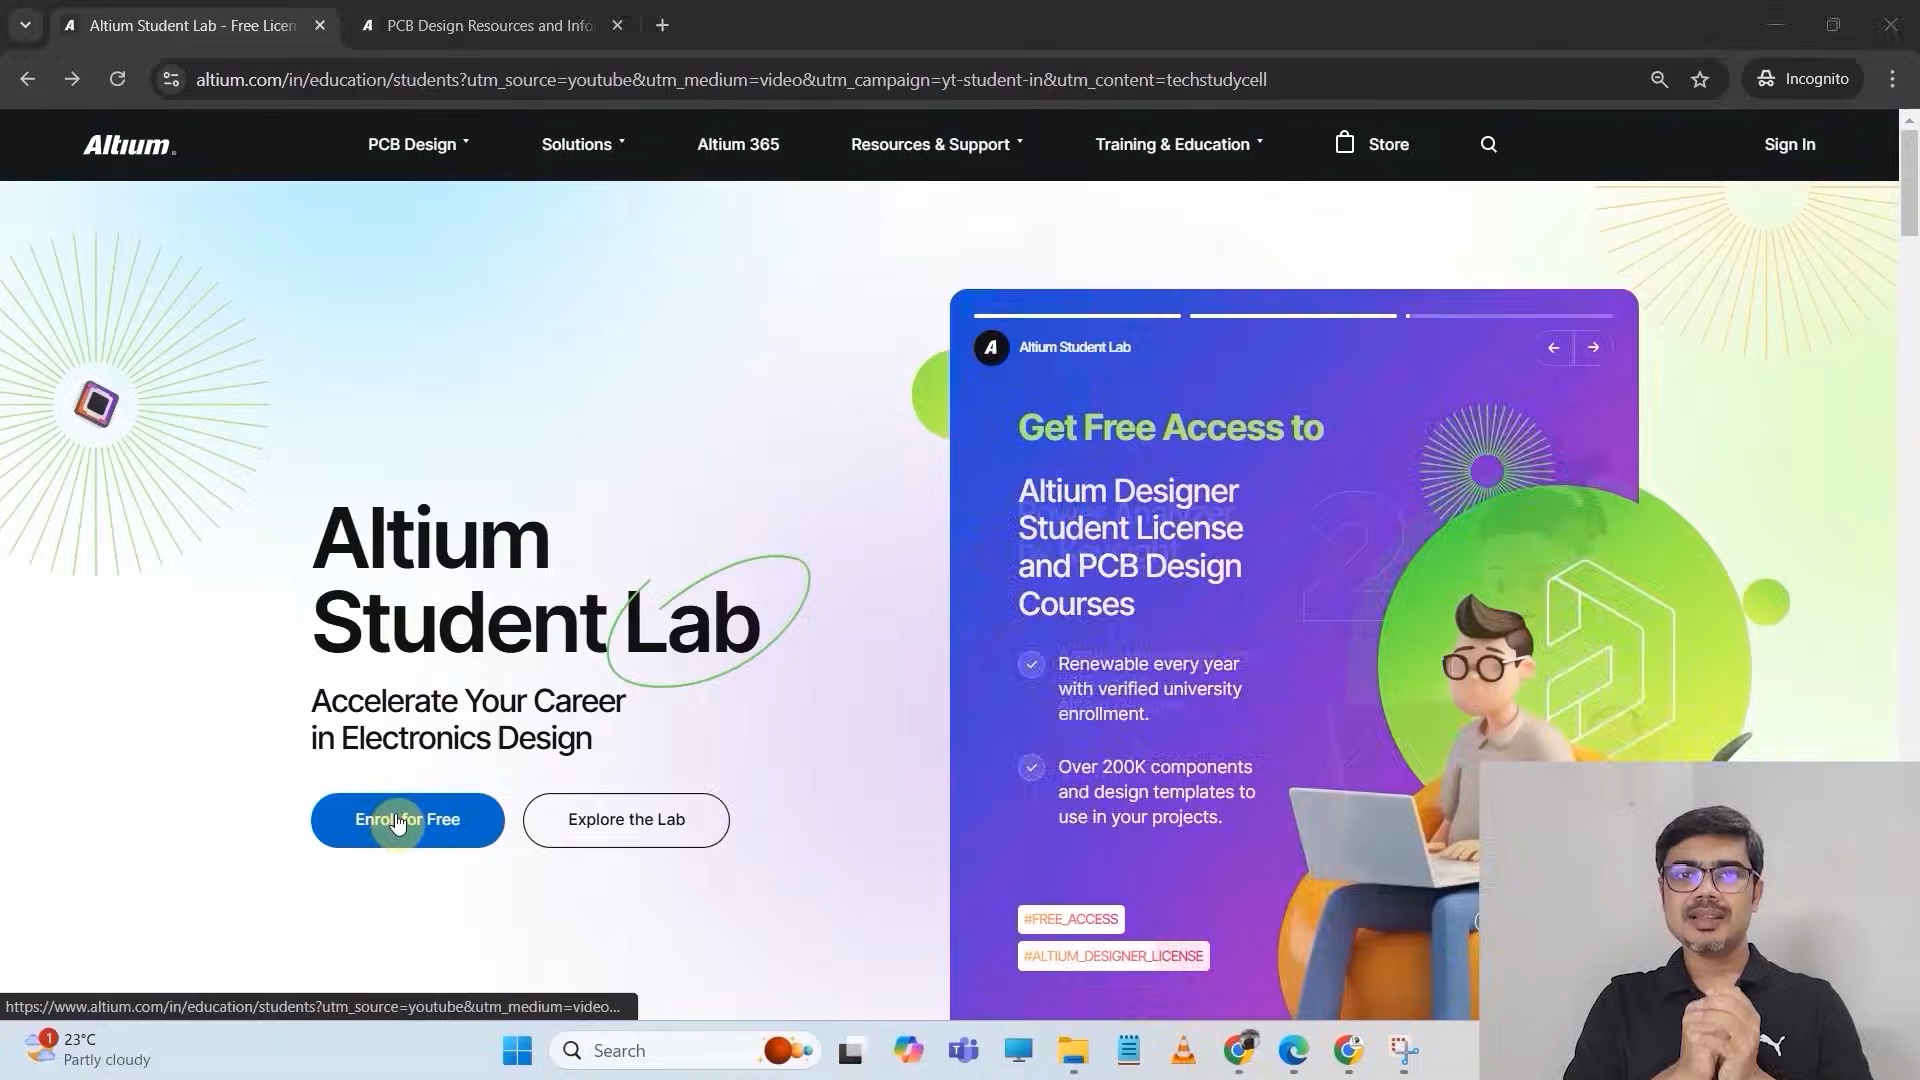 Altium Student Lab - Free Licen
PCB Design Resources and Info
altium.com/in/education/students?utm_source=youtube&utm_medium=video&utm_campaign=yt-student-in&utm_content=techstudycell
Incognito
Altium
PCB Design
Solutions
Altium 365
Resources & Support
Training & Education
Store
Sign In
Altium
Student Lab
Accelerate Your Career
in Electronics Design
Enroll for Free
Explore the Lab
Altium Student Lab
Get Free Access to
Altium Designer
Student License
and PCB Design
Courses
Renewable every year
with verified university
enrollment.
Over 200K components
and design templates to
use in your projects.
#FREE_ACCESS
#ALTIUM_DESIGNER_LICENSE
https://www.altium.com/in/education/students?utm_source=youtube&utm_medium=video...
1
23°C
Partly cloudy
Search